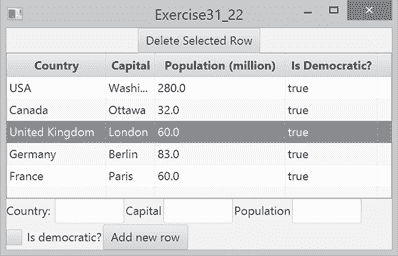 Exercise31_22
Delete Selected Row
Country Capital Population (million) Is Democratic?
USA Washi... 280.0 true
Canada Ottawa 32.0 true
United Kingdom London 60.0 true
Germany Berlin 83.0 true
France Paris 60.0 true
Country: Capital Population
Is democratic? Add new row